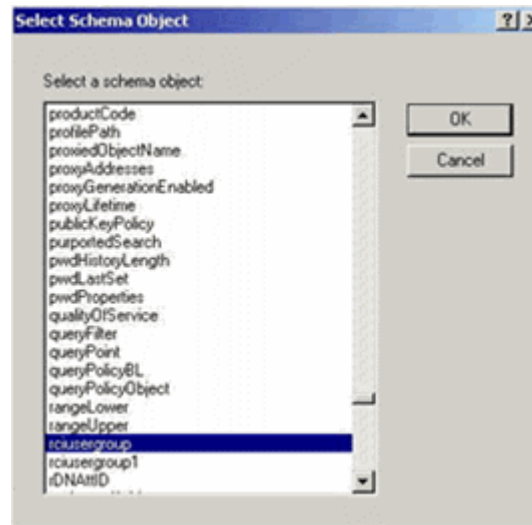 Select Schema Object
Select a schema object:
productCode
profilePath
proxiedObjectName
proxyAddresses
proxyGenerationEnabled
proxyLifetime
publicKeyPolicy
purportedSearch
pwdHistoryLength
pwdLastSet
pwdProperties
qualityOfService
queryFilter
queryPoint
queryPolicyBL
queryPolicyObject
rangeLower
rangeUpper
rciusergroup
rciusergroup1
rDNAttID
OK
Cancel